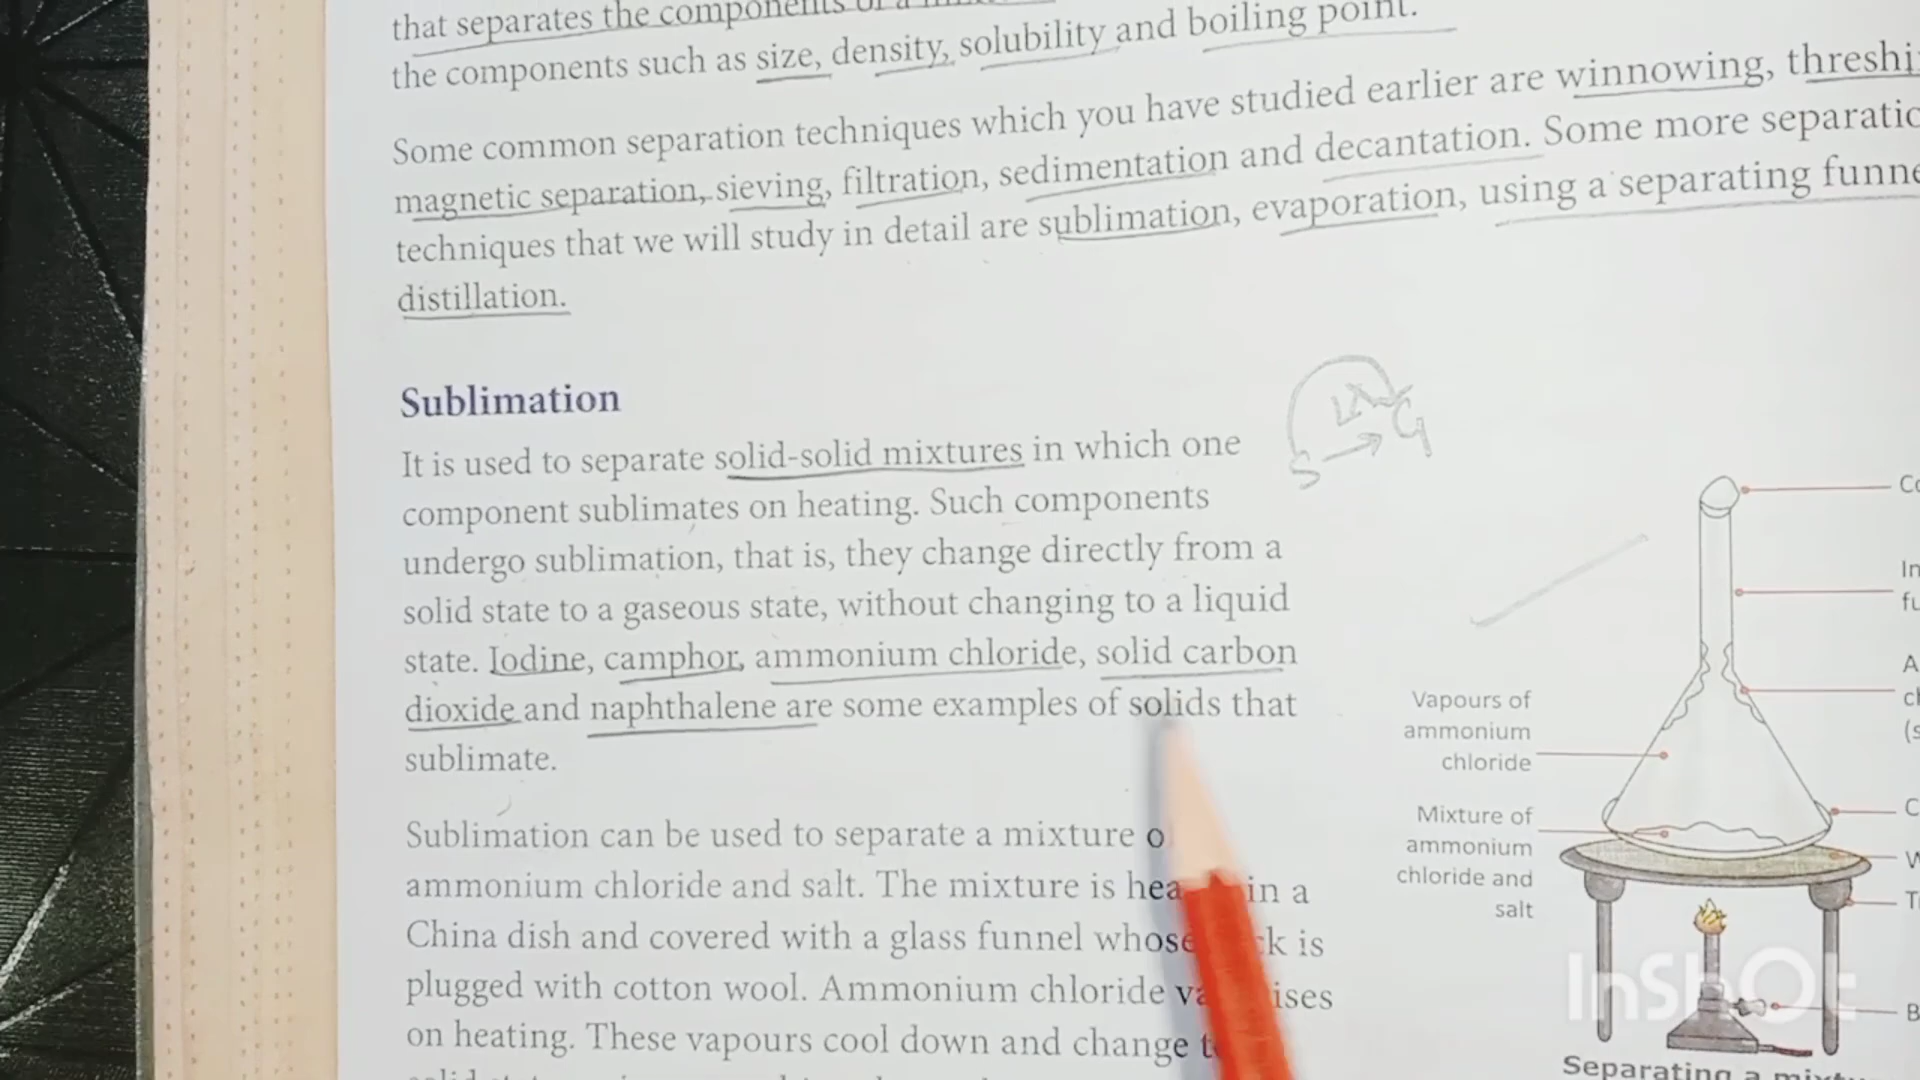 that separates the components of a
the components such as size, density, solubility and boiling point.
Some common separation techniques which you have studied earlier are winnowing, threshi
magnetic separation, sieving, filtration, sedimentation and decantation. Some more separatio
techniques that we will study in detail are sublimation, evaporation, using a separating funne
distillation.
Sublimation
It is used to separate solid-solid mixtures in which one
component sublimates on heating. Such components
undergo sublimation, that is, they change directly from a
solid state to a gaseous state, without changing to a liquid
state. Iodine, camphor, ammonium chloride, solid carbon
dioxide and naphthalene are some examples of solids that
sublimate.
Sublimation can be used to separate a mixture o
ammonium chloride and salt. The mixture is hea in a
China dish and covered with a glass funnel whose k is
plugged with cotton wool. Ammonium chloride va ises
on heating. These vapours cool down and change t
S → G
L
Co
In
fu
A
ch
(s
Vapours of
ammonium
chloride
Mixture of
ammonium
chloride and
salt
C
W
T
B
InShOt
Separating a mixt